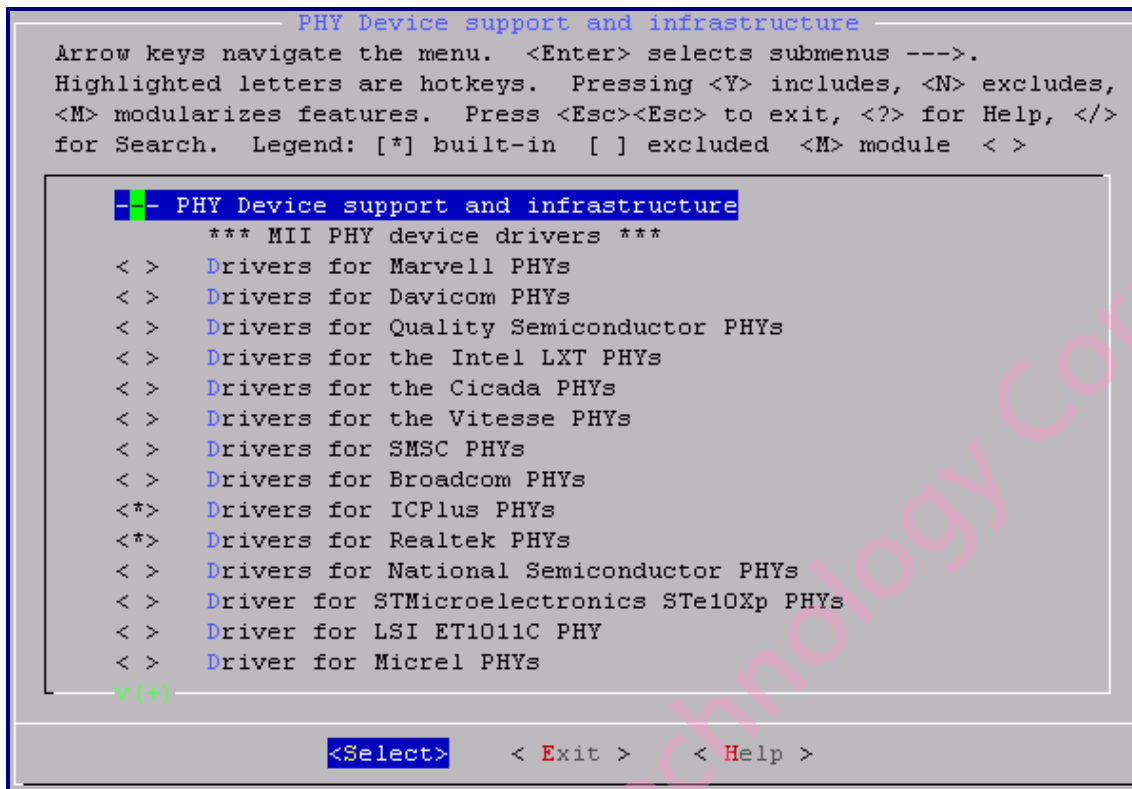 PHY Device support and infrastructure
Arrow keys navigate the menu.  <Enter> selects submenus --->.
Highlighted letters are hotkeys.  Pressing <Y> includes, <N> excludes,
<M> modularizes features.  Press <Esc><Esc> to exit, <?> for Help, </>
for Search.  Legend: [*] built-in  [ ] excluded  <M> module  < >
--- PHY Device support and infrastructure
*** MII PHY device drivers ***
< >   Drivers for Marvell PHYs
< >   Drivers for Davicom PHYs
< >   Drivers for Quality Semiconductor PHYs
< >   Drivers for the Intel LXT PHYs
< >   Drivers for the Cicada PHYs
< >   Drivers for the Vitesse PHYs
< >   Drivers for SMSC PHYs
< >   Drivers for Broadcom PHYs
<*>   Drivers for ICPlus PHYs
<*>   Drivers for Realtek PHYs
< >   Drivers for National Semiconductor PHYs
< >   Driver for STMicroelectronics STe10Xp PHYs
< >   Driver for LSI ET1011C PHY
< >   Driver for Micrel PHYs
v(+)
<Select>    < Exit >    < Help >